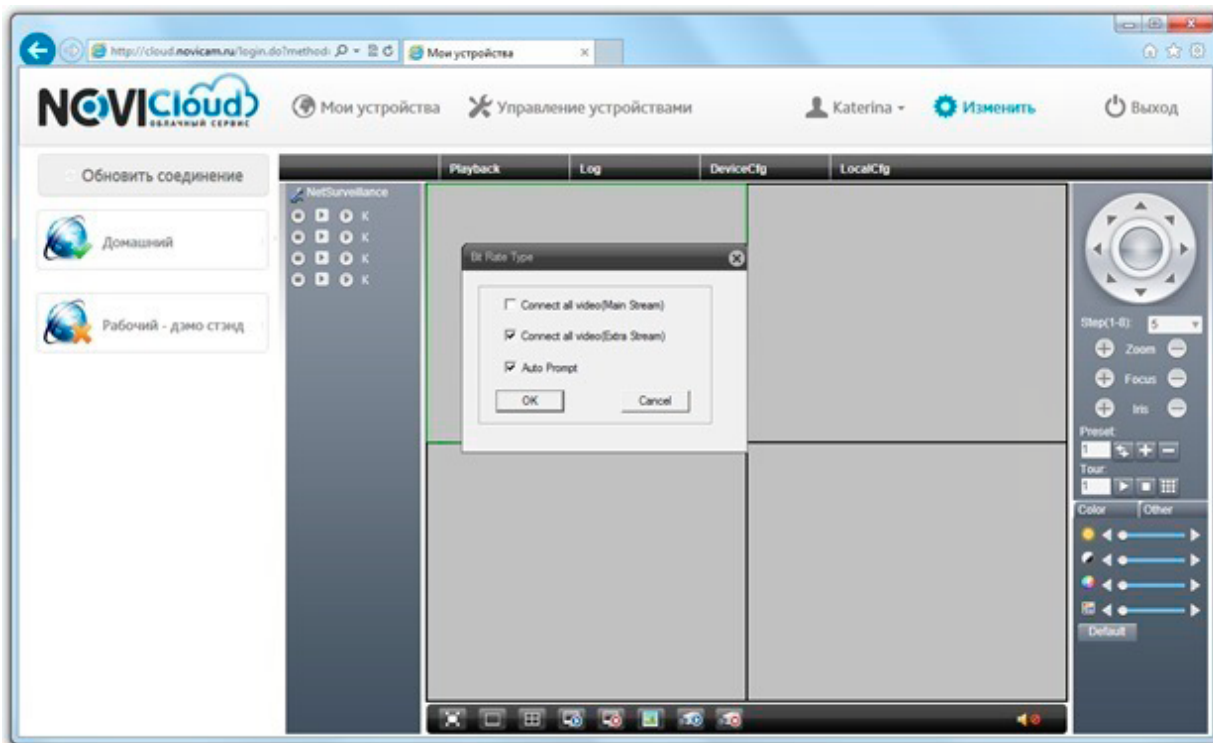 http://cloud.novicam.ru/login.do?method:
Мои устройства
NOVICloud
ОБЛАЧНЫЙ СЕРВИС
Мои устройства
Управление устройствами
Katerina
Изменить
Выход
Обновить соединение
Playback
Log
DeviceCfg
LocalCfg
NetSurveillance
K
K
K
K
Домашний
Рабочий - дэмо стэнд
Bit Rate Type
Connect all video(Main Stream)
Connect all video(Extra Stream)
Auto Prompt
OK
Cancel
Step(1-8):
5
Zoom
Focus
Iris
Preset:
1
Tour:
1
Color
Other
Default